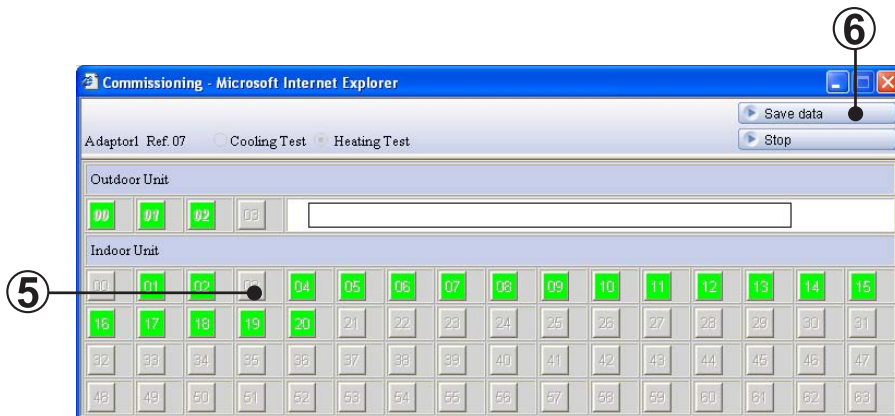 6
Commissioning - Microsoft Internet Explorer
Save data
Adaptor1 Ref. 07 Cooling Test Heating Test
Stop
Outdoor Unit
00 01 02 03
Indoor Unit
5
00 01 02 03 04 05 06 07 08 09 10 11 12 13 14 15
16 17 18 19 20 21 22 23 24 25 26 27 28 29 30 31
32 33 34 35 36 37 38 39 40 41 42 43 44 45 46 47
48 49 50 51 52 53 54 55 56 57 58 59 60 61 62 63